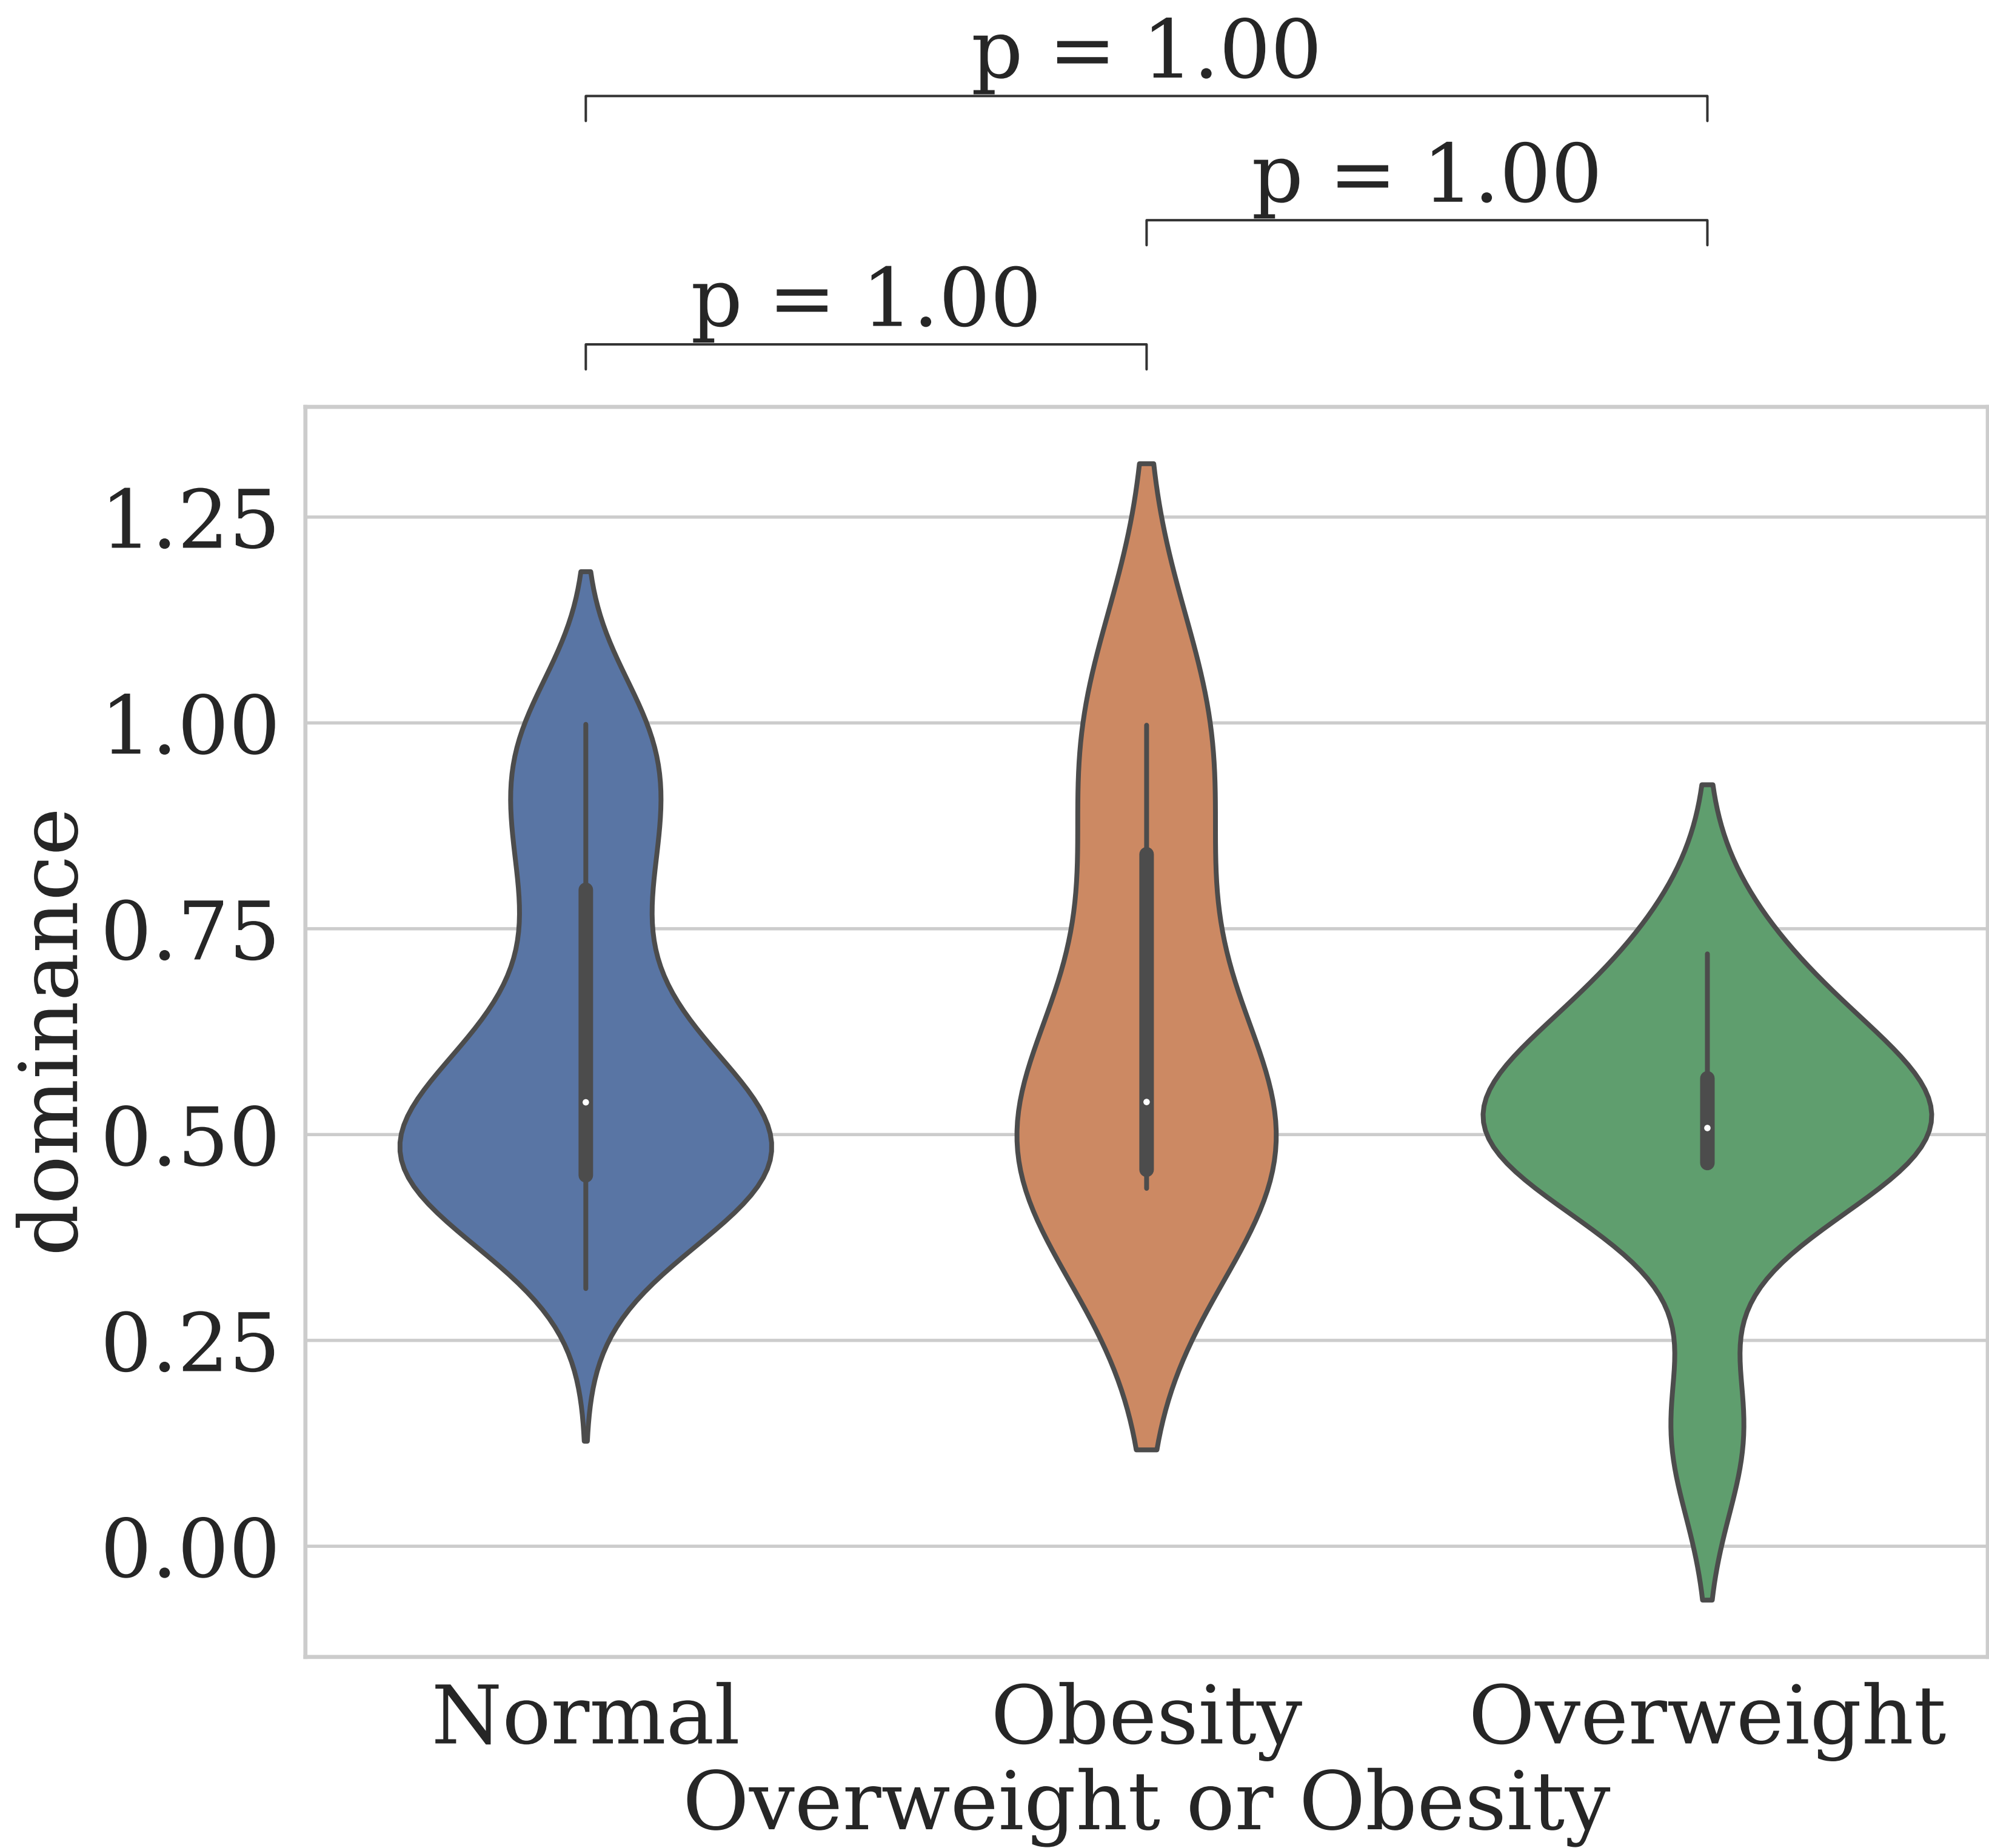 p = 1.00
p = 1.00
p = 1.00
1.25
1.00
0.75
0.50
0.25
0.00
dominance
Normal
Obesity
Overweight
Overweight or Obesity